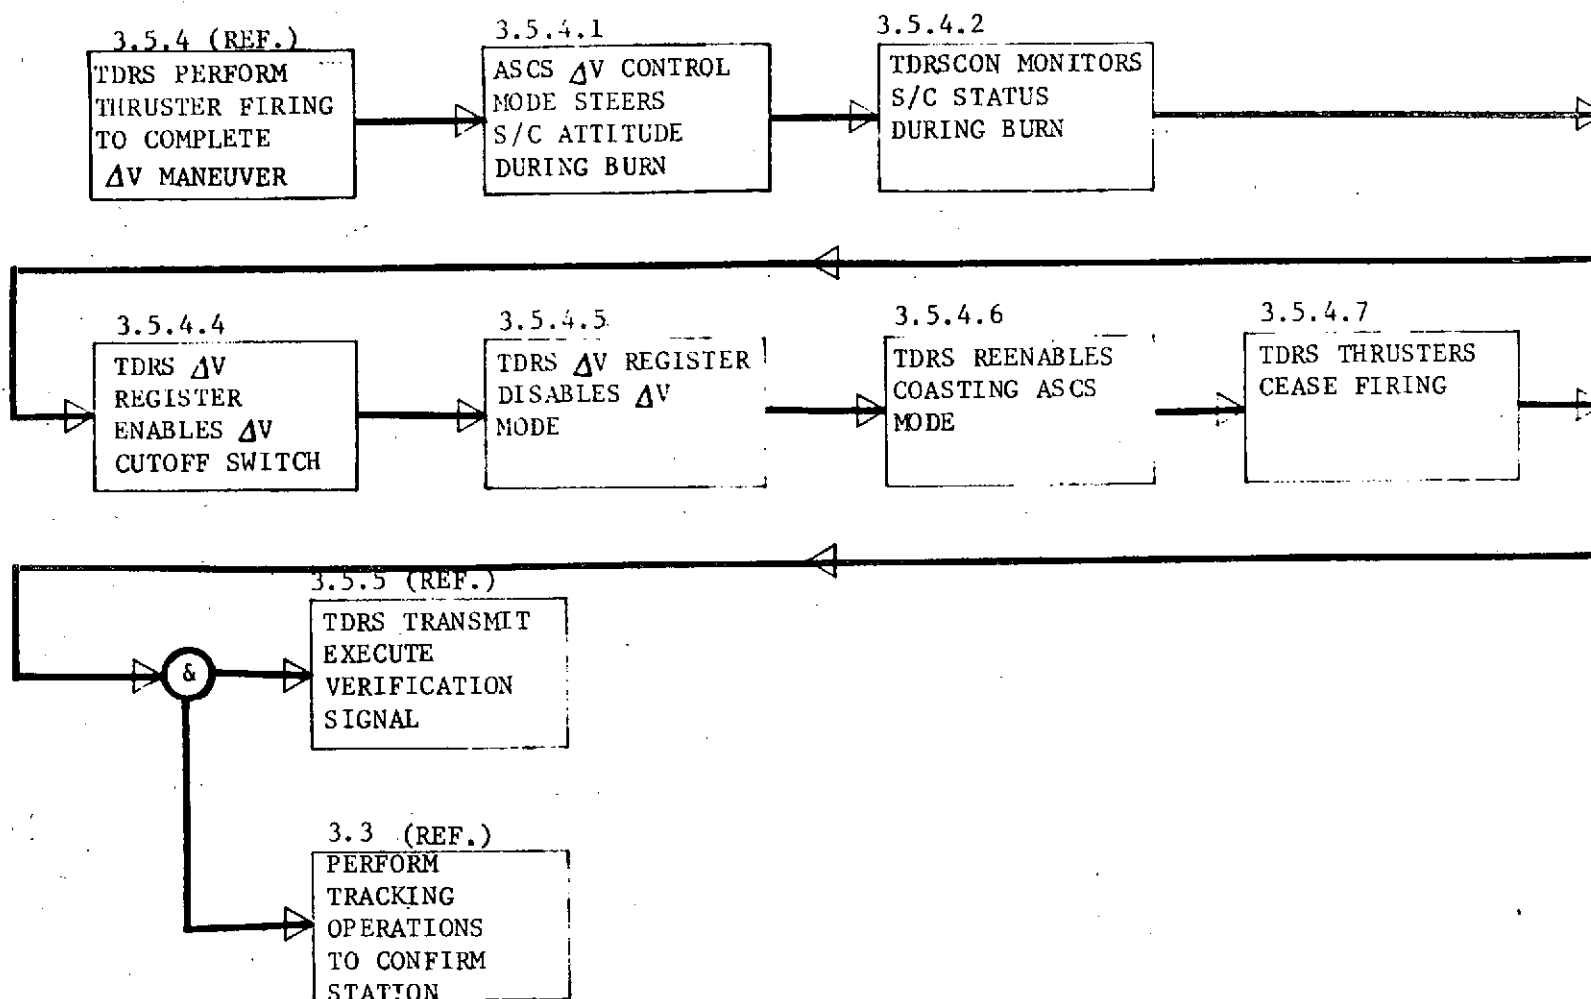 3.5.4 (REF.)
TDRS PERFORM
THRUSTER FIRING
TO COMPLETE
ΔV MANEUVER
3.5.4.1
ASCS ΔV CONTROL
MODE STEERS
S/C ATTITUDE
DURING BURN
3.5.4.2
TDRSCON MONITORS
S/C STATUS
DURING BURN
3.5.4.4
TDRS ΔV
REGISTER
ENABLES ΔV
CUTOFF SWITCH
3.5.4.5
TDRS ΔV REGISTER
DISABLES ΔV
MODE
3.5.4.6
TDRS REENABLES
COASTING ASCS
MODE
3.5.4.7
TDRS THRUSTERS
CEASE FIRING
&
3.5.5 (REF.)
TDRS TRANSMIT
EXECUTE
VERIFICATION
SIGNAL
3.3 (REF.)
PERFORM
TRACKING
OPERATIONS
TO CONFIRM
STATION